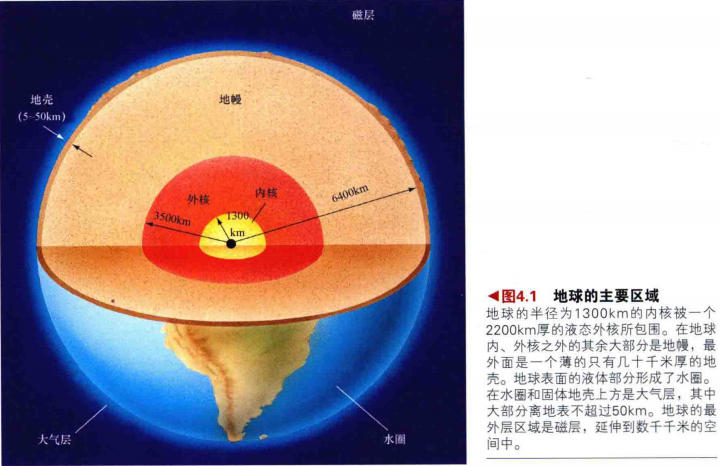 磁层
地壳
(5~50km)
地幔
外核
内核
6400km
3500km
1300
km
大气层
水圈
◀图4.1 地球的主要区域
地球的半径为1300km的内核被一个
2200km厚的液态外核所包围。在地球
内、外核之外的其余大部分是地幔，最
外面是一个薄的只有几十千米厚的地
壳。地球表面的液体部分形成了水圈。
在水圈和固体地壳上方是大气层，其中
大部分离地表不超过50km。地球的最
外层区域是磁层，延伸到数千千米的空
间中。